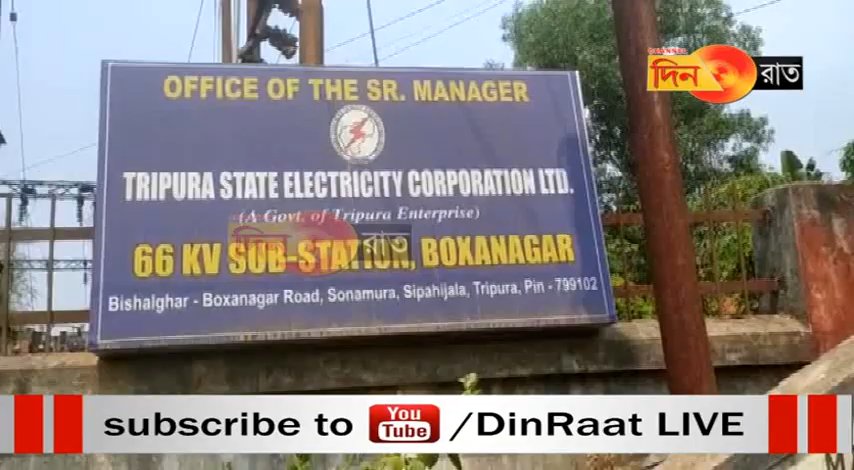 OFFICE OF THE SR. MANAGER
TRIPURA STATE ELECTRICITY CORPORATION LTD.
(A Govt. of Tripura Enterprise)
66 KV SUB-STATION, BOXANAGAR
Bishalghar - Boxanagar Road, Sonamura, Sipahijala, Tripura, Pin - 799102
CHANNEL
দিন রাত
দিন রাত
subscribe to You Tube /DinRaat LIVE